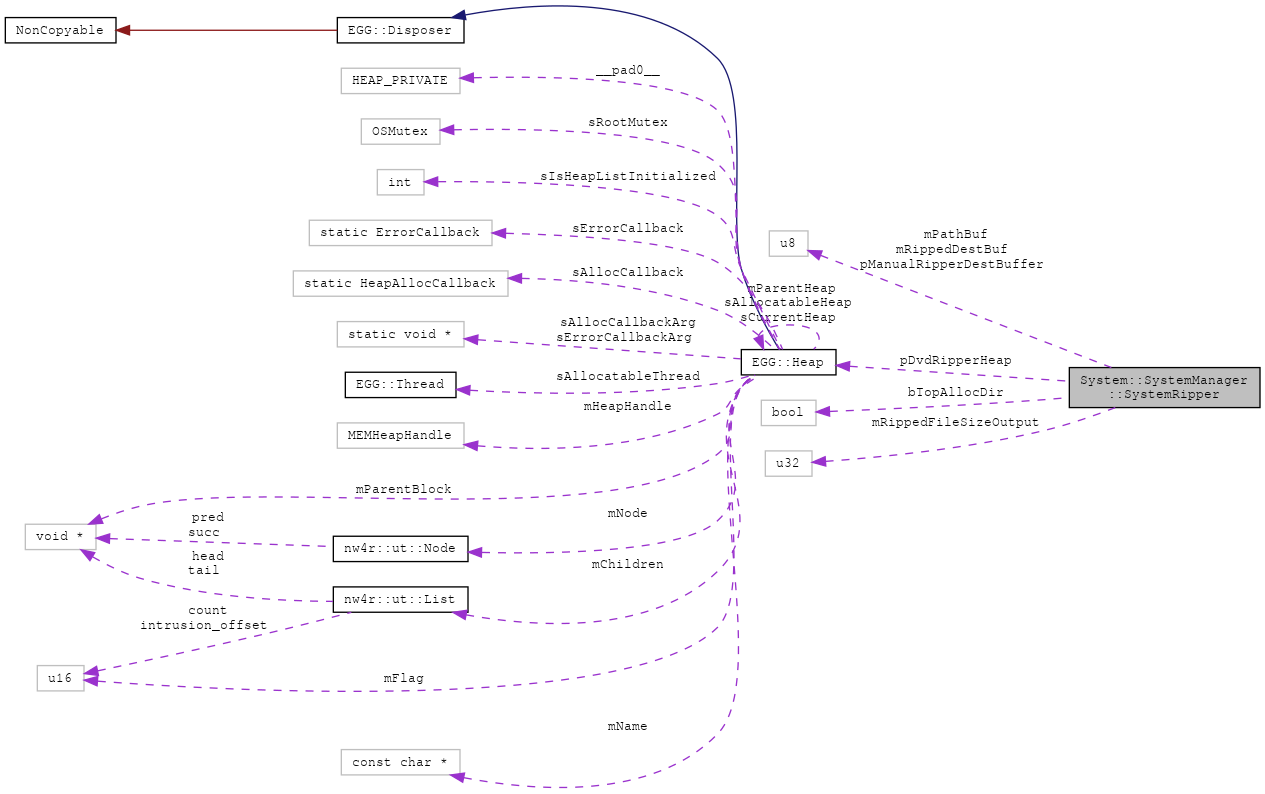 NonCopyable
EGG::Disposer
HEAP_PRIVATE
__pad0__
OSMutex
sRootMutex
int
sIsHeapListInitialized
static ErrorCallback
sErrorCallback
static HeapAllocCallback
sAllocCallback
static void *
sAllocCallbackArg
sErrorCallbackArg
EGG::Thread
sAllocatableThread
MEMHeapHandle
mHeapHandle
void *
mParentBlock
pred
succ
nw4r::ut::Node
mNode
head
tail
nw4r::ut::List
mChildren
count
intrusion_offset
u16
mFlag
const char *
mName
mParentHeap
sAllocatableHeap
sCurrentHeap
EGG::Heap
u8
mPathBuf
mRippedDestBuf
pManualRipperDestBuffer
pDvdRipperHeap
bool
bTopAllocDir
u32
mRippedFileSizeOutput
System::SystemManager
::SystemRipper